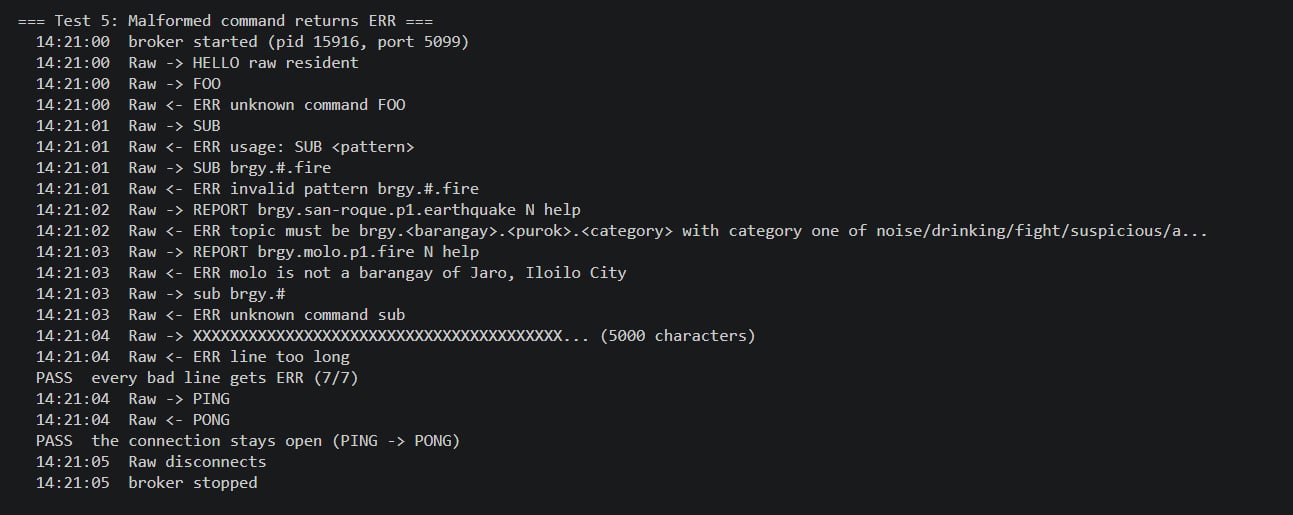 === Test 5: Malformed command returns ERR ===
14:21:00  broker started (pid 15916, port 5099)
14:21:00  Raw -> HELLO raw resident
14:21:00  Raw -> FOO
14:21:00  Raw <- ERR unknown command FOO
14:21:01  Raw -> SUB
14:21:01  Raw <- ERR usage: SUB <pattern>
14:21:01  Raw -> SUB brgy.#.fire
14:21:01  Raw <- ERR invalid pattern brgy.#.fire
14:21:02  Raw -> REPORT brgy.san-roque.p1.earthquake N help
14:21:02  Raw <- ERR topic must be brgy.<barangay>.<purok>.<category> with category one of noise/drinking/fight/suspicious/a...
14:21:03  Raw -> REPORT brgy.molo.p1.fire N help
14:21:03  Raw <- ERR molo is not a barangay of Jaro, Iloilo City
14:21:03  Raw -> sub brgy.#
14:21:03  Raw <- ERR unknown command sub
14:21:04  Raw -> XXXXXXXXXXXXXXXXXXXXXXXXXXXXXXXXXXXXXXXX... (5000 characters)
14:21:04  Raw <- ERR line too long
PASS  every bad line gets ERR (7/7)
14:21:04  Raw -> PING
14:21:04  Raw <- PONG
PASS  the connection stays open (PING -> PONG)
14:21:05  Raw disconnects
14:21:05  broker stopped